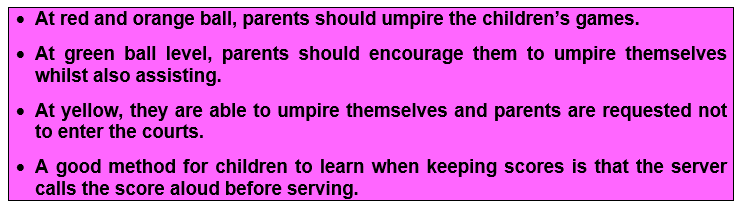 • At red and orange ball, parents should umpire the children’s games.
• At green ball level, parents should encourage them to umpire themselves
whilst also assisting.
• At yellow, they are able to umpire themselves and parents are requested not
to enter the courts.
• A good method for children to learn when keeping scores is that the server
calls the score aloud before serving.